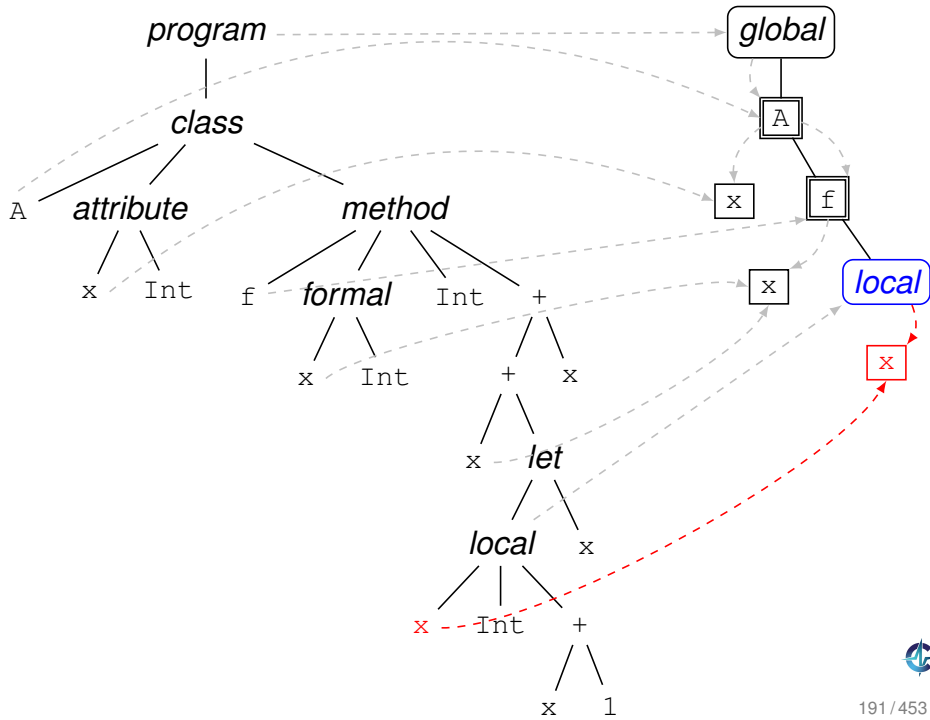 program global
class A
A attribute method x f
x Int f formal Int + x local
x Int + x x
x let
local x
x Int +
x 1
191/453